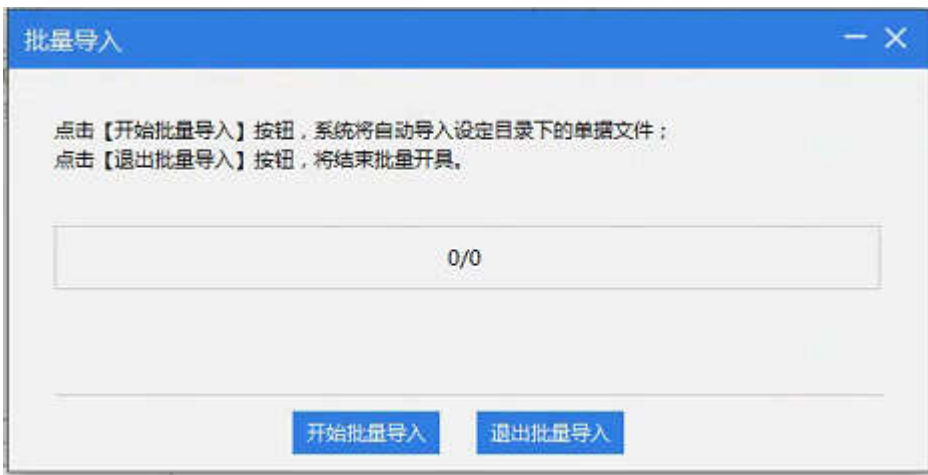 批量导入
点击【开始批量导入】按钮，系统将自动导入设定目录下的单据文件；
点击【退出批量导入】按钮，将结束批量开具。
0/0
开始批量导入 退出批量导入